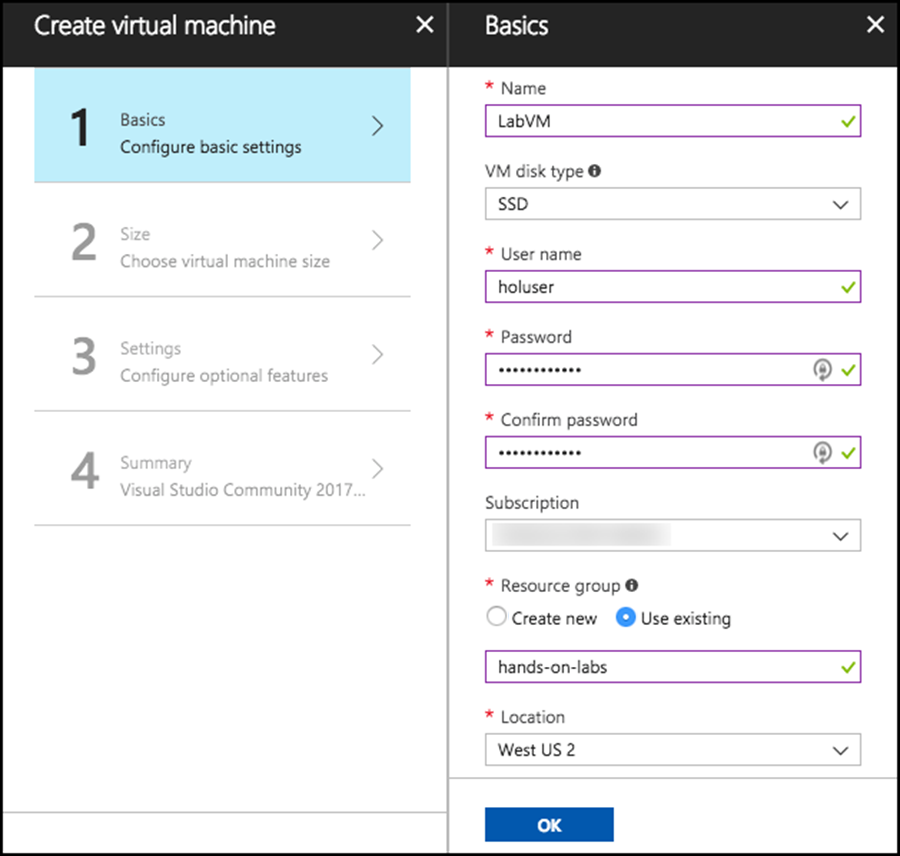 Create virtual machine
1
Basics
Configure basic settings
2
Size
Choose virtual machine size
3
Settings
Configure optional features
4
Summary
Visual Studio Community 2017...
Basics
* Name
LabVM
VM disk type
SSD
* User name
holuser
* Password
••••••••••••
* Confirm password
••••••••••••
Subscription
* Resource group
Create new Use existing
hands-on-labs
* Location
West US 2
OK